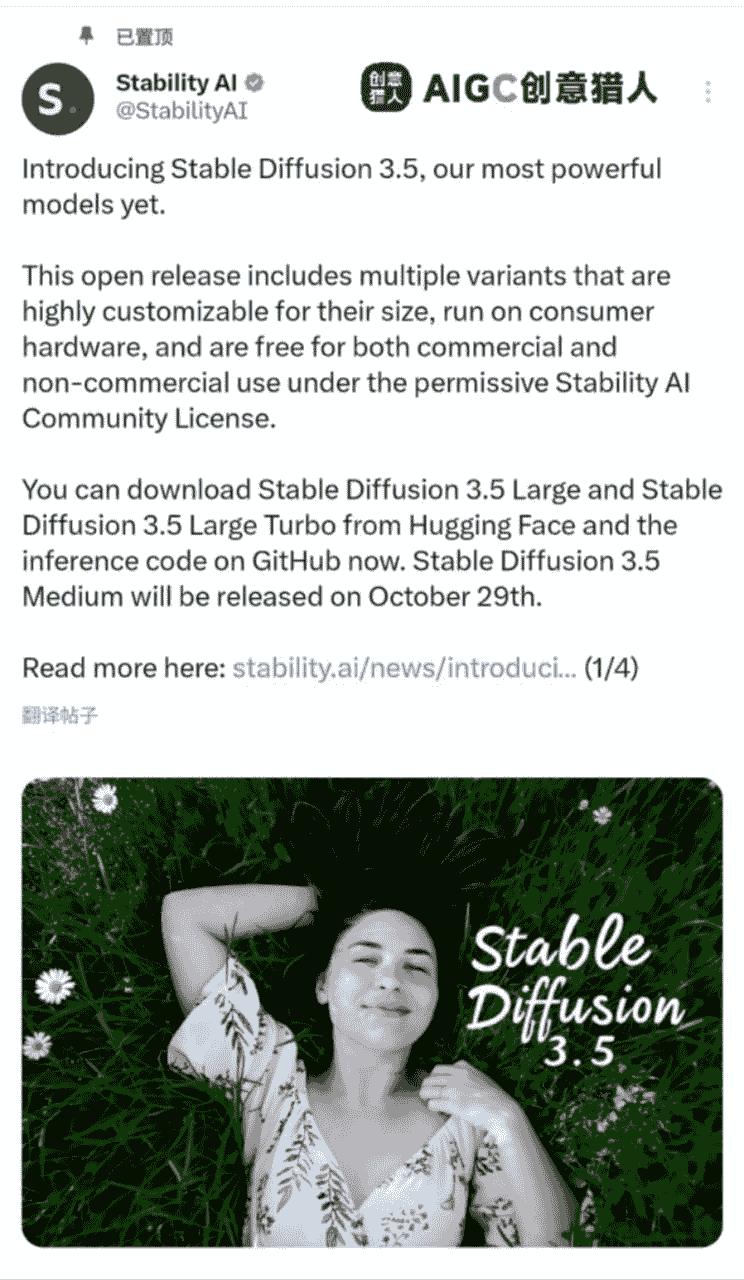 已置顶
Stability AI
@StabilityAI
创意
猎人
AIGC创意猎人
S.
Introducing Stable Diffusion 3.5, our most powerful
models yet.
This open release includes multiple variants that are
highly customizable for their size, run on consumer
hardware, and are free for both commercial and
non-commercial use under the permissive Stability AI
Community License.
You can download Stable Diffusion 3.5 Large and Stable
Diffusion 3.5 Large Turbo from Hugging Face and the
inference code on GitHub now. Stable Diffusion 3.5
Medium will be released on October 29th.
Read more here: stability.ai/news/introduci... (1/4)
翻译帖子
Stable
Diffusion
3.5